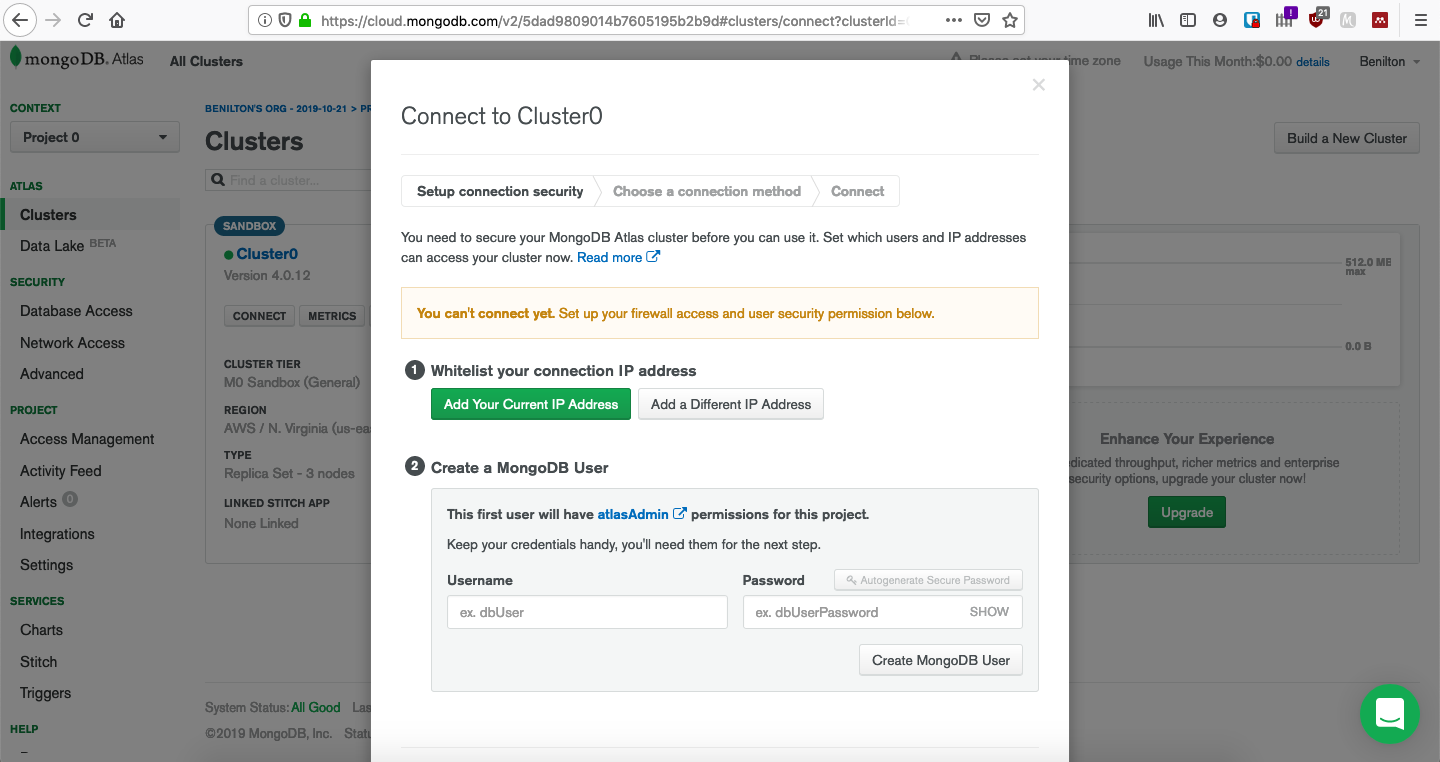 https://cloud.mongodb.com/v2/5dad9809014b7605195b2b9d#clusters/connect?clusterId=
!
21
mongoDB. Atlas
All Clusters
Please set your time zone
Usage This Month:$0.00 details
Benilton
CONTEXT
Project 0
ATLAS
Clusters
Data Lake BETA
SECURITY
Database Access
Network Access
Advanced
PROJECT
Access Management
Activity Feed
Alerts 0
Integrations
Settings
SERVICES
Charts
Stitch
Triggers
HELP
BENILTON'S ORG - 2019-10-21 > PR
Clusters
Build a New Cluster
Find a cluster...
SANDBOX
Cluster0
Version 4.0.12
CONNECT
METRICS
CLUSTER TIER
M0 Sandbox (General)
REGION
AWS / N. Virginia (us-ea
TYPE
Replica Set - 3 nodes
LINKED STITCH APP
None Linked
System Status: All Good
©2019 MongoDB, Inc.
Connect to Cluster0
Setup connection security
Choose a connection method
Connect
You need to secure your MongoDB Atlas cluster before you can use it. Set which users and IP addresses
can access your cluster now. Read more
You can't connect yet. Set up your firewall access and user security permission below.
1 Whitelist your connection IP address
Add Your Current IP Address
Add a Different IP Address
2 Create a MongoDB User
This first user will have atlasAdmin permissions for this project.
Keep your credentials handy, you'll need them for the next step.
Username
Password
Autogenerate Secure Password
ex. dbUser
ex. dbUserPassword
SHOW
Create MongoDB User
512.0 MB
max
0.0 B
Enhance Your Experience
dicated throughput, richer metrics and enterprise
security options, upgrade your cluster now!
Upgrade